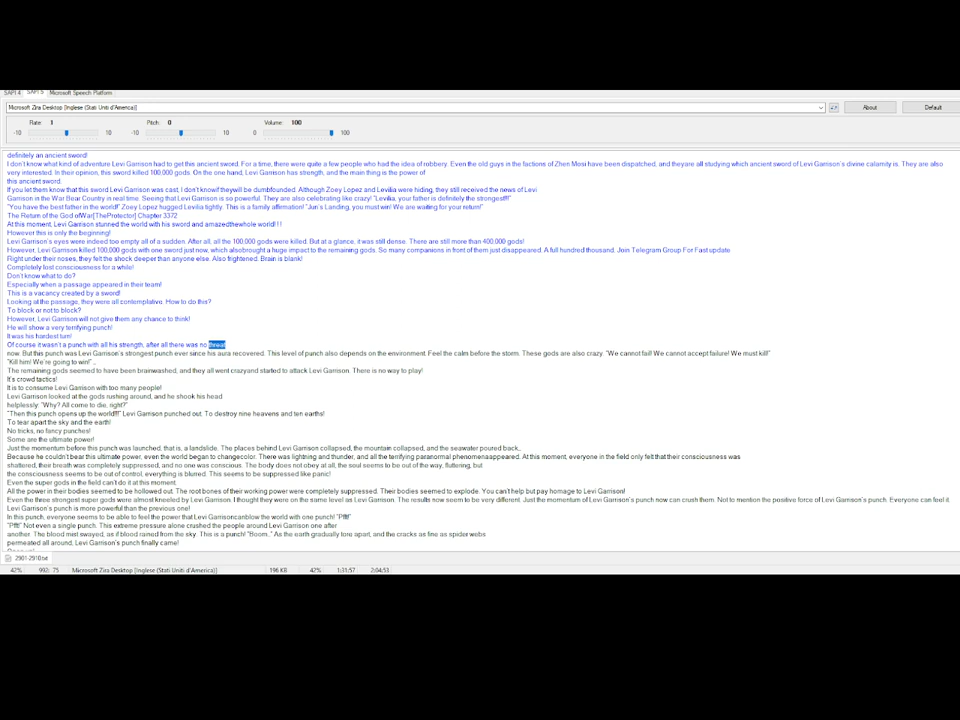 SAPI 4 SAPI 5 Microsoft Speech Platform
Microsoft Zira Desktop [Inglese (Stati Uniti d'America)]
About
Default
Rate: 1 Pitch: 0 Volume: 100
-10 10 -10 10 0 100
definitely an ancient sword!
I don't know what kind of adventure Levi Garrison had to get this ancient sword. For a time, there were quite a few people who had the idea of robbery. Even the old guys in the factions of Zhen Mosi have been dispatched, and theyare all studying which ancient sword of Levi Garrison's divine calamity is. They are also
very interested. In their opinion, this sword killed 100,000 gods. On the one hand, Levi Garrison has strength, and the main thing is the power of
this ancient sword.
If you let them know that this sword Levi Garrison was cast, I don't knowif theywill be dumbfounded. Although Zoey Lopez and Levilia were hiding, they still received the news of Levi
Garrison in the War Bear Country in real time. Seeing that Levi Garrison is so powerful. They are also celebrating like crazy! "Levilia, your father is definitely the strongest!!!"
"You have the best father in the world!" Zoey Lopez hugged Levilia tightly. This is a family affirmation! "Jun's Landing, you must win! We are waiting for your return!"
The Return of the God ofWar[TheProtector] Chapter 3372
At this moment, Levi Garrison stunned the world with his sword and amazedthewhole world! ! !
However this is only the beginning!
Levi Garrison's eyes were indeed too empty all of a sudden. After all, all the 100,000 gods were killed. But at a glance, it was still dense. There are still more than 400,000 gods!
However, Levi Garrison killed 100,000 gods with one sword just now, which alsobrought a huge impact to the remaining gods. So many companions in front of them just disappeared. A full hundred thousand. Join Telegram Group For Fast update
Right under their noses, they felt the shock deeper than anyone else. Also frightened. Brain is blank!
Completely lost consciousness for a while!
Don't know what to do?
Especially when a passage appeared in their team!
This is a vacancy created by a sword!
Looking at the passage, they were all contemplative. How to do this?
To block or not to block?
However, Levi Garrison will not give them any chance to think!
He will show a very terrifying punch!
It was his hardest turn!
Of course it wasn't a punch with all his strength, after all there was no threat
now. But this punch was Levi Garrison's strongest punch ever since his aura recovered. This level of punch also depends on the environment. Feel the calm before the storm. These gods are also crazy. "We cannot fail! We cannot accept failure! We must kill!"
"Kill him! We're going to win!"...
The remaining gods seemed to have been brainwashed, and they all went crazyand started to attack Levi Garrison. There is no way to play!
It's crowd tactics!
It is to consume Levi Garrison with too many people!
Levi Garrison looked at the gods rushing around, and he shook his head
helplessly: "Why? All come to die, right?"
"Then this punch opens up the world!!!" Levi Garrison punched out. To destroy nine heavens and ten earths!
To tear apart the sky and the earth!
No tricks, no fancy punches!
Some are the ultimate power!
Just the momentum before this punch was launched, that is, a landslide. The places behind Levi Garrison collapsed, the mountain collapsed, and the seawater poured back...
Because he couldn't bear this ultimate power, even the world began to changecolor. There was lightning and thunder, and all the terrifying paranormal phenomenaappeared. At this moment, everyone in the field only felt that their consciousness was
shattered, their breath was completely suppressed, and no one was conscious. The body does not obey at all, the soul seems to be out of the way, fluttering, but
the consciousness seems to be out of control, everything is blurred. This seems to be suppressed like panic!
Even the super gods in the field can't do it at this moment.
All the power in their bodies seemed to be hollowed out. The root bones of their working power were completely suppressed. Their bodies seemed to explode. You can't help but pay homage to Levi Garrison!
Even the three strongest super gods were almost kneeled by Levi Garrison. I thought they were on the same level as Levi Garrison. The results now seem to be very different. Just the momentum of Levi Garrison's punch now can crush them. Not to mention the positive force of Levi Garrison's punch. Everyone can feel it.
Levi Garrison's punch is more powerful than the previous one!
In this punch, everyone seems to be able to feel the power that Levi Garrisoncanblow the world with one punch! "Pfft!"
"Pfft!" Not even a single punch. This extreme pressure alone crushed the people around Levi Garrison one after
another. The blood mist swayed, as if blood rained from the sky. This is a punch! "Boom.." As the earth gradually tore apart, and the cracks as fine as spider webs
permeated all around, Levi Garrison's punch finally came!
2901-2910.txt
42% 992: 75 Microsoft Zira Desktop [Inglese (Stati Uniti d'America)] 196 KB 42% 1:31:57 2:04:53